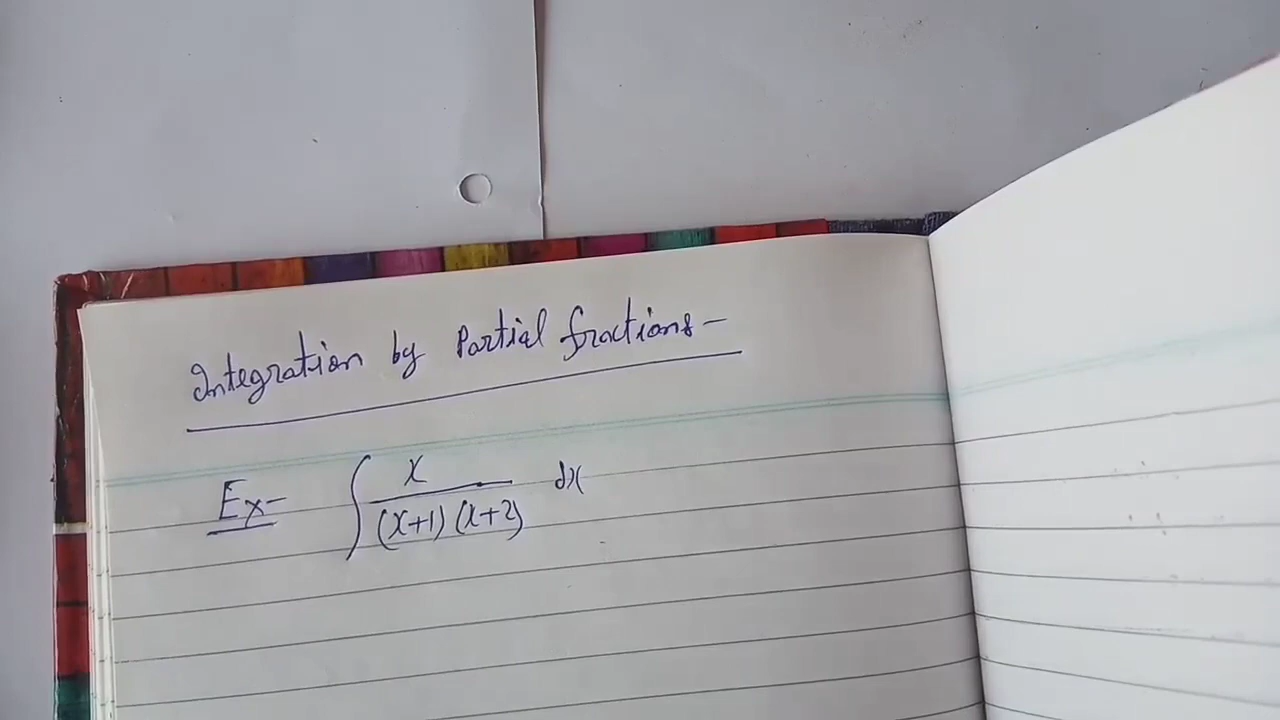 Integration by Partial fractions-
Ex- ∫ x/((x+1)(x+2)) dx